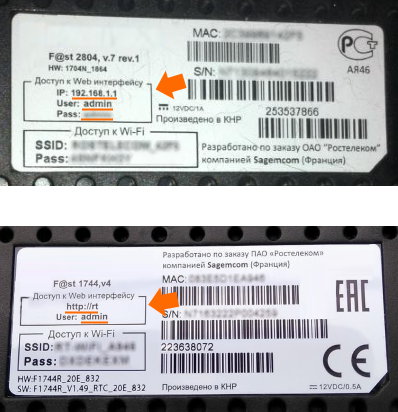 F@st 2804, v.7 rev.1
HW: 1704N_1664
Доступ к Web интерфейсу
IP: 192.168.1.1
User: admin
Pass:
Доступ к Wi-Fi
SSID:
Pass:
MAC:
S/N:
12VDC/1A
Произведено в КНР
253537866
РС
АЯ46
Разработано по заказу ОАО "Ростелеком"
компанией Sagemcom (Франция)
F@st 1744,v4
Доступ к Web интерфейсу
http://rt
User: admin
Доступ к Wi-Fi
SSID:
Pass:
HW:F1744R_20E_832
SW: F1744R_V1.49_RTC_20E_832
Разработано по заказу ПАО «Ростелеком»
компанией Sagemcom (Франция)
MAC:
S/N:
223638072
Произведено в КНР
EAC
CE
12VDC/0.5A